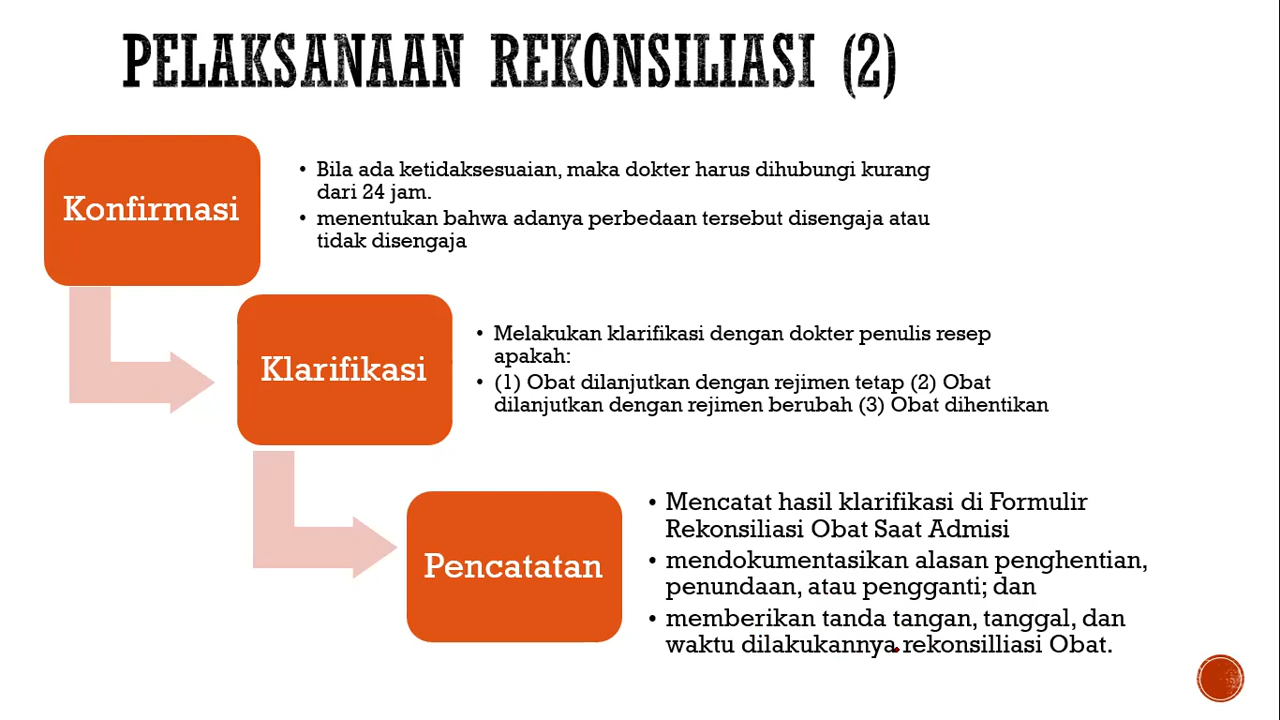 PELAKSANAAN REKONSILIASI (2)
Konfirmasi
• Bila ada ketidaksesuaian, maka dokter harus dihubungi kurang
dari 24 jam.
• menentukan bahwa adanya perbedaan tersebut disengaja atau
tidak disengaja
Klarifikasi
• Melakukan klarifikasi dengan dokter penulis resep
apakah:
• (1) Obat dilanjutkan dengan rejimen tetap (2) Obat
dilanjutkan dengan rejimen berubah (3) Obat dihentikan
Pencatatan
• Mencatat hasil klarifikasi di Formulir
Rekonsiliasi Obat Saat Admisi
• mendokumentasikan alasan penghentian,
penundaan, atau pengganti; dan
• memberikan tanda tangan, tanggal, dan
waktu dilakukannya rekonsilliasi Obat.